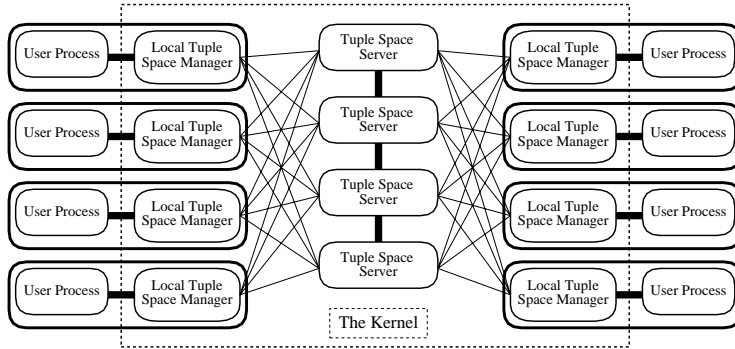 User Process
Local Tuple
Space Manager
Tuple Space
Server
Local Tuple
Space Manager
User Process
User Process
Local Tuple
Space Manager
Tuple Space
Server
Local Tuple
Space Manager
User Process
User Process
Local Tuple
Space Manager
Tuple Space
Server
Local Tuple
Space Manager
User Process
User Process
Local Tuple
Space Manager
Tuple Space
Server
Local Tuple
Space Manager
User Process
The Kernel